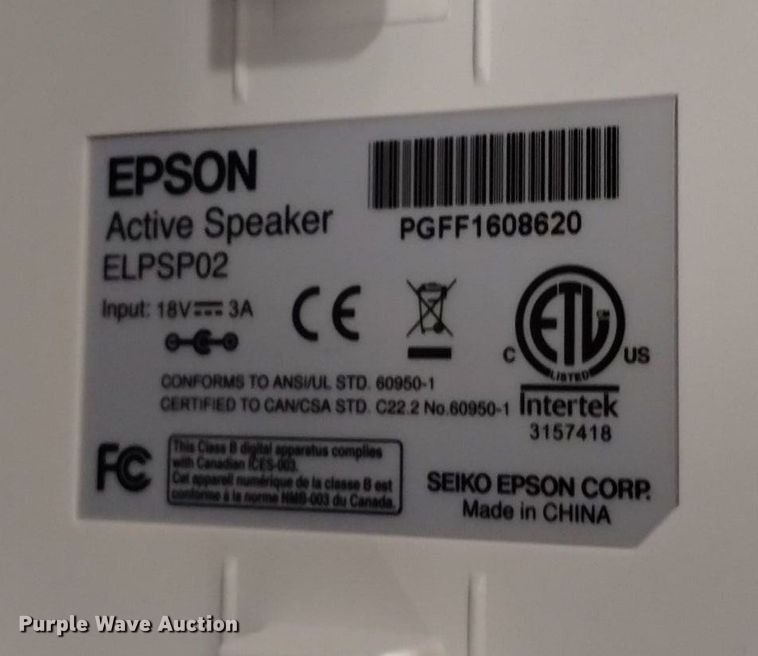 EPSON
PGFF1608620
Active Speaker
ELPSP02
Input: 18V⎓ 3A
CE
ETL CM
C US
LISTED
Intertek
3157418
CONFORMS TO ANSI/UL STD. 60950-1
CERTIFIED TO CAN/CSA STD. C22.2 No.60950-1
FC
This Class B digital apparatus complies
with Canadian ICES-003.
Cet appareil numérique de la classe B est
conforme à la norme NMB-003 du Canada.
SEIKO EPSON CORP.
Made in CHINA
Purple Wave Auction